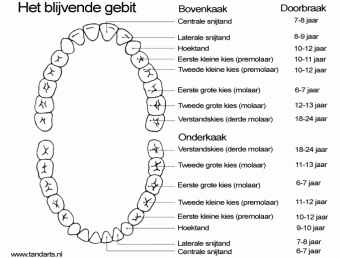 Het blijvende gebit
Bovenkaak Doorbraak
Centrale snijtand 7-8 jaar
Laterale snijtand 8-9 jaar
Hoektand 10-12 jaar
Eerste kleine kies (premolaar) 10-11 jaar
Tweede kleine kies (premolaar) 10-12 jaar
Eerste grote kies (molaar) 6-7 jaar
Tweede grote kies (molaar) 12-13 jaar
Verstandskies (derde molaar) 18-24 jaar
Onderkaak
Verstandskies (derde molaar) 18-24 jaar
Tweede grote kies (molaar) 11-13 jaar
Eerste grote kies (molaar) 6-7 jaar
Tweede kleine kies (premolaar) 11-12 jaar
Eerste kleine kies (premolaar) 10-12 jaar
Hoektand 9-10 jaar
Laterale snijtand 7-8 jaar
Centrale snijtand 6-7 jaar
www.tandarts.nl